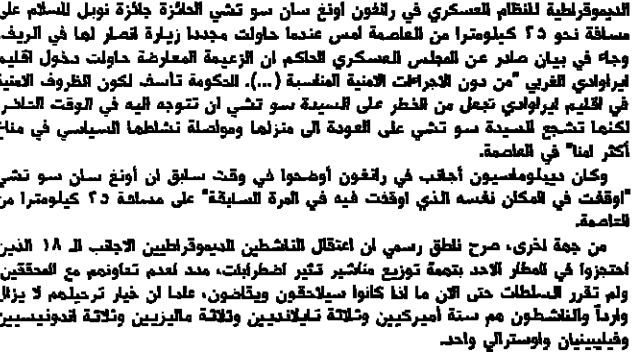 الديموقراطية للنظام العسكري في رانغون اونغ سان سو تشي الحائزة جائزة نوبل للسلام على
مسافة نحو ٢٥ كيلومترا من العاصمة امس عندما حاولت مجددا زيارة انصار لها في الريف.
وجاء في بيان صادر عن المجلس العسكري الحاكم ان الزعيمة المعارضة حاولت دخول اقليم
ايراوادي الغربي "من دون الاجراءات الامنية المناسبة (...). الحكومة تأسف لكون الظروف الامنية
في اقليم ايراوادي تجعل من الخطر على السيدة سو تشي ان تتوجه اليه في الوقت الحاضر.
لكنها تشجع السيدة سو تشي على العودة الى منزلها ومواصلة نشاطها السياسي في مناخ
أكثر امنا" في العاصمة.
وكان ديبلوماسيون أجانب في رانغون أوضحوا في وقت سابق ان أونغ سان سو تشي
"اوقفت في المكان نفسه الذي اوقفت فيه في المرة السابقة" على مسافة ٢٥ كيلومترا من
العاصمة.
من جهة اخرى، صرح ناطق رسمي ان اعتقال الناشطين الديموقراطيين الاجانب الـ ١٨ الذين
احتجزوا في المطار الاحد بتهمة توزيع مناشير تثير اضطرابات، مدد لعدم تعاونهم مع المحققين.
ولم تقرر السلطات حتى الآن ما اذا كانوا سيلاحقون ويقاضون، علما ان خيار ترحيلهم لا يزال
وارداً والناشطون هم ستة أميركيين وثلاثة تايلانديين وثلاثة ماليزيين وثلاثة اندونيسيين
وفيليبينيان واوسترالي واحد.